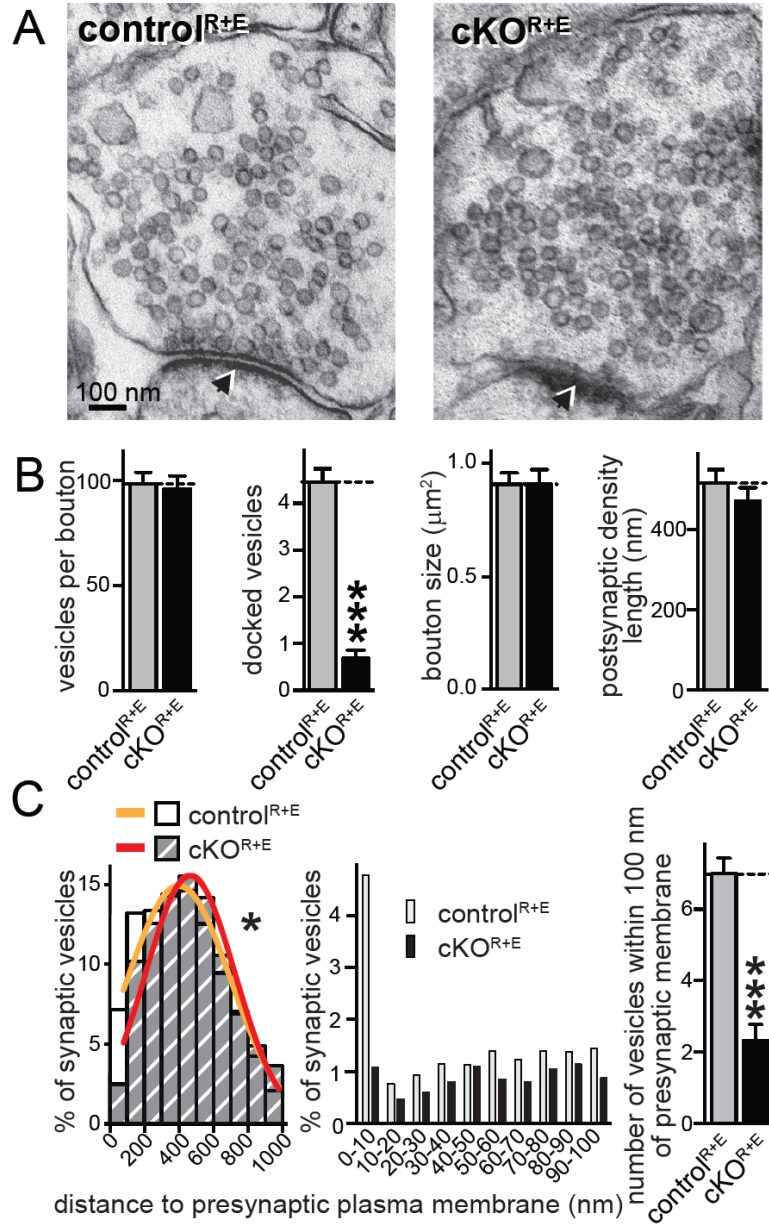 A
control^R+E
cKO^R+E
100 nm
B
vesicles per bouton
100
50
0
control^R+E
cKO^R+E
docked vesicles
4
3
2
1
0
***
control^R+E
cKO^R+E
bouton size (μm²)
1.0
0.5
0.0
control^R+E
cKO^R+E
postsynaptic density
length (nm)
400
200
0
control^R+E
cKO^R+E
C
control^R+E
cKO^R+E
% of synaptic vesicles
15
10
5
0
*
0
200
400
600
800
1000
% of synaptic vesicles
4
3
2
1
0
control^R+E
cKO^R+E
0-10
10-20
20-30
30-40
40-50
50-60
60-70
70-80
80-90
90-100
distance to presynaptic plasma membrane (nm)
number of vesicles within 100 nm
of presynaptic membrane
6
4
2
0
***
control^R+E
cKO^R+E